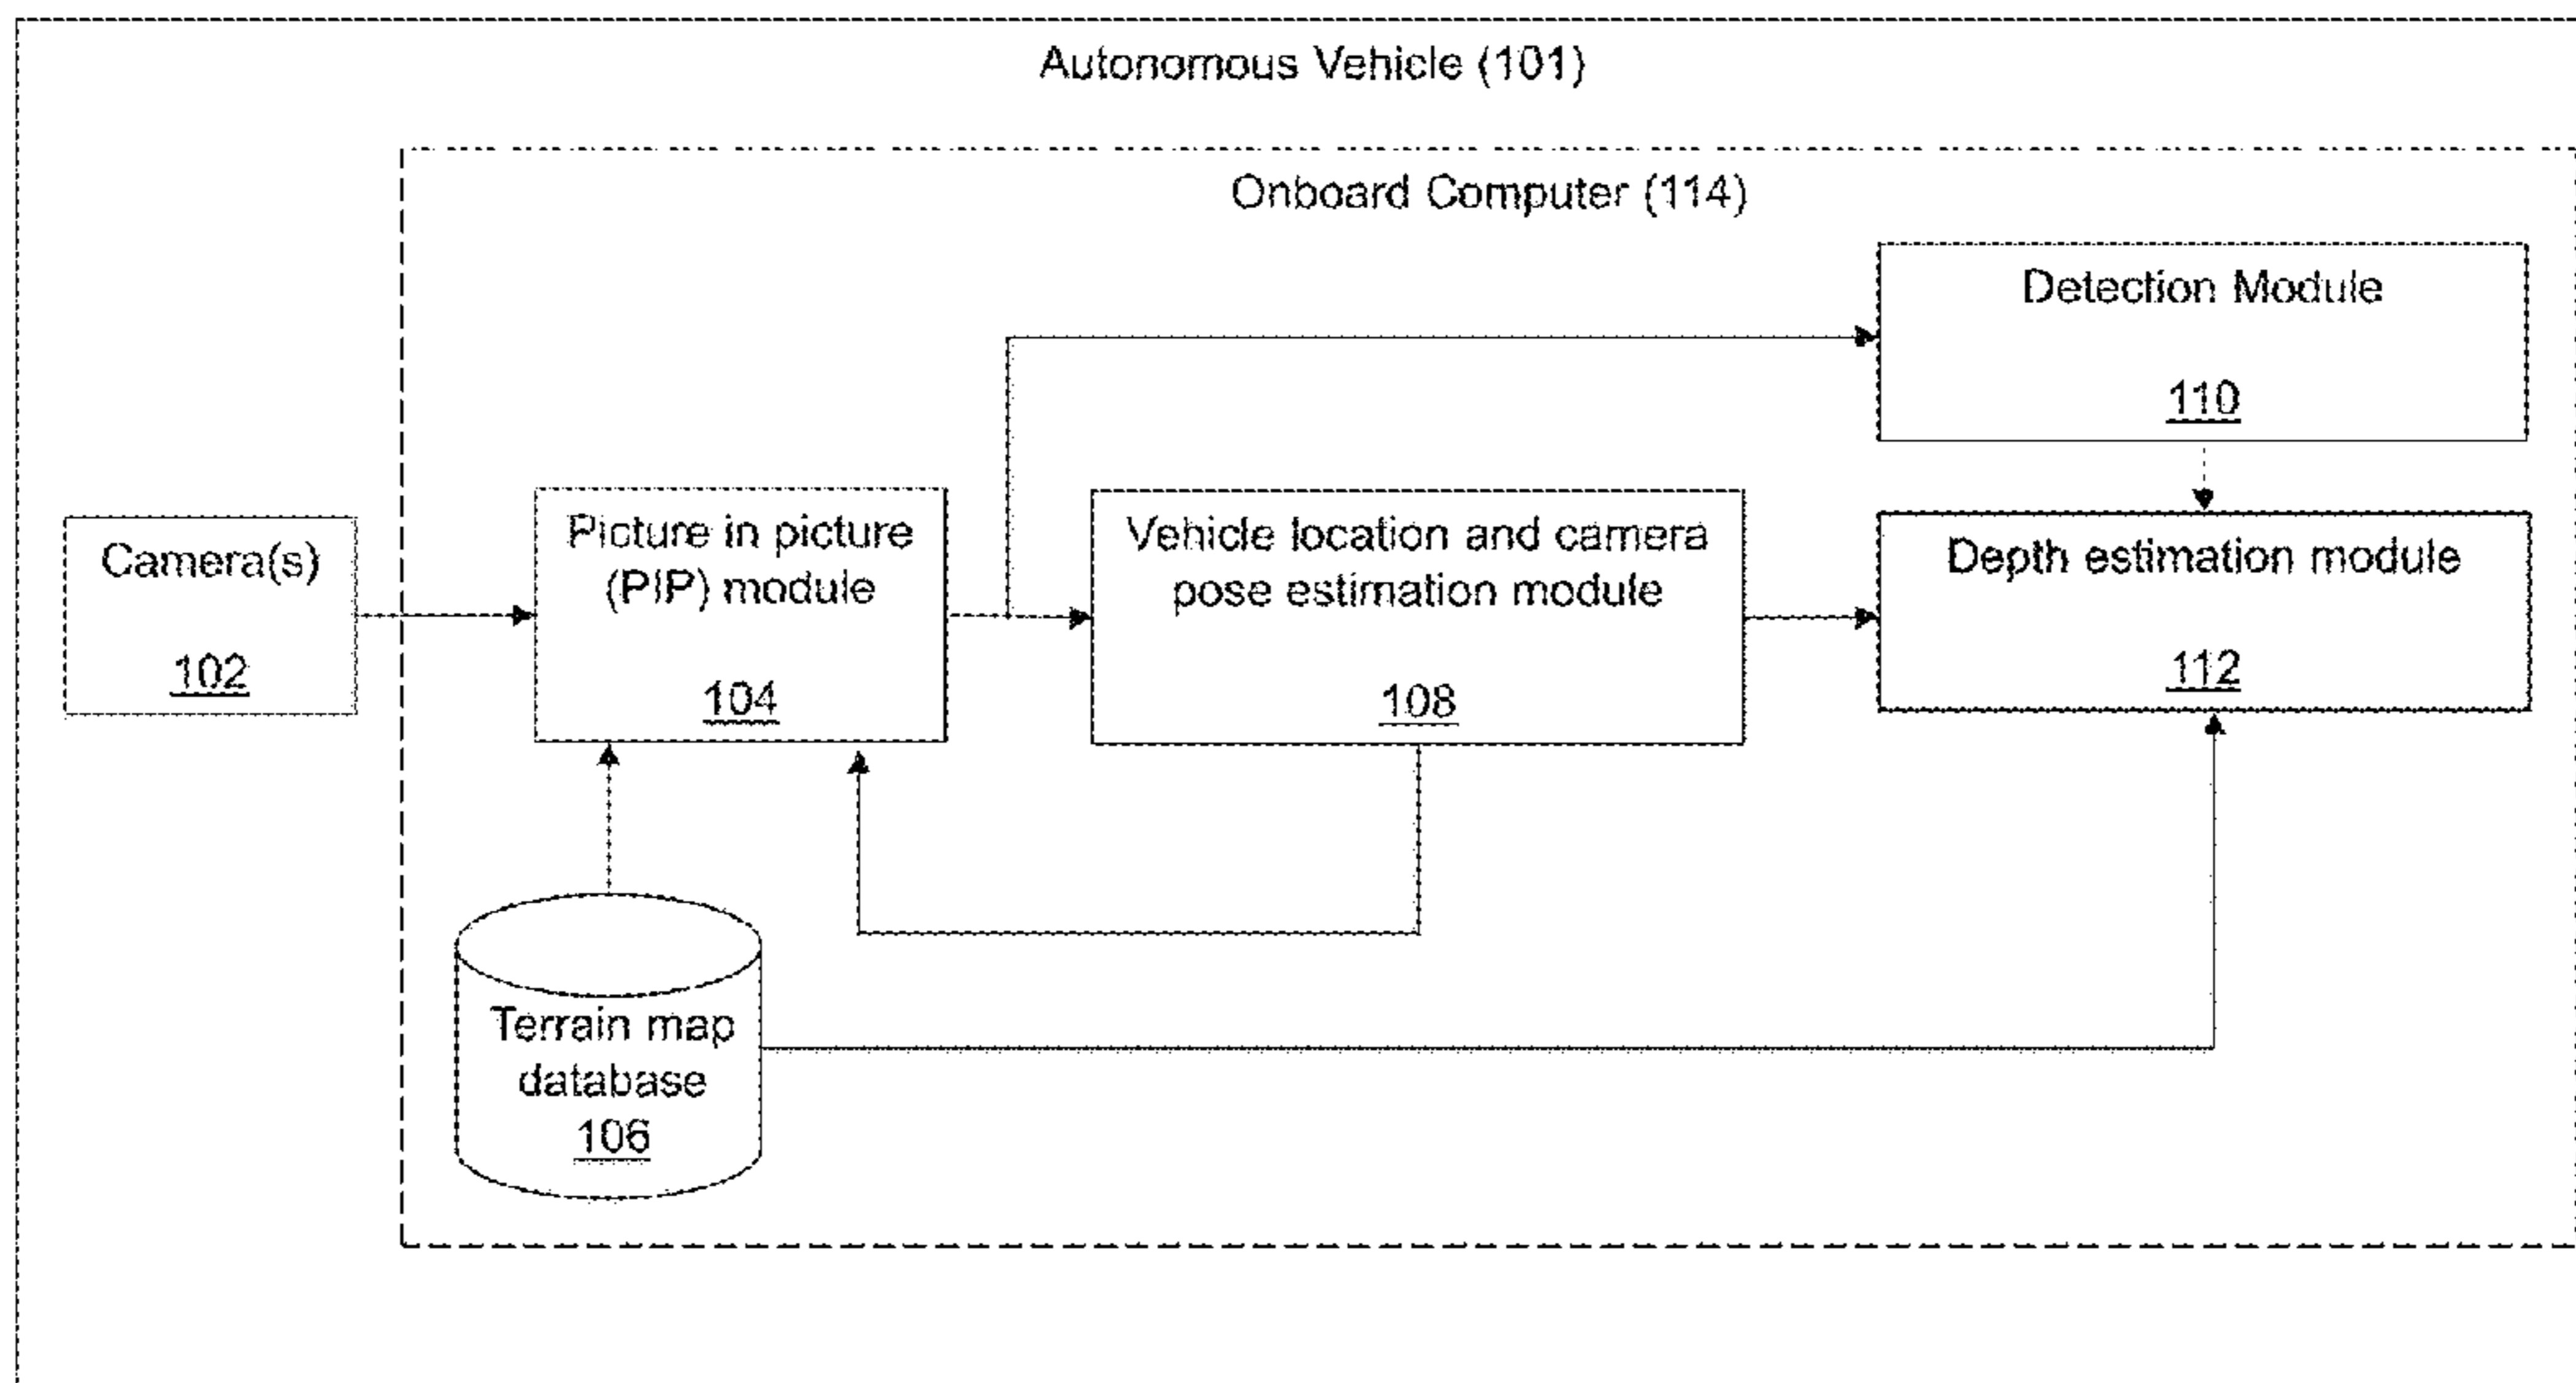 Autonomous Vehicle (101)
Onboard Computer (114)
Detection Module
110
Camera(s)
102
Picture in picture
(PIP) module
104
Vehicle location and camera
pose estimation module
108
Depth estimation module
112
Terrain map
database
106